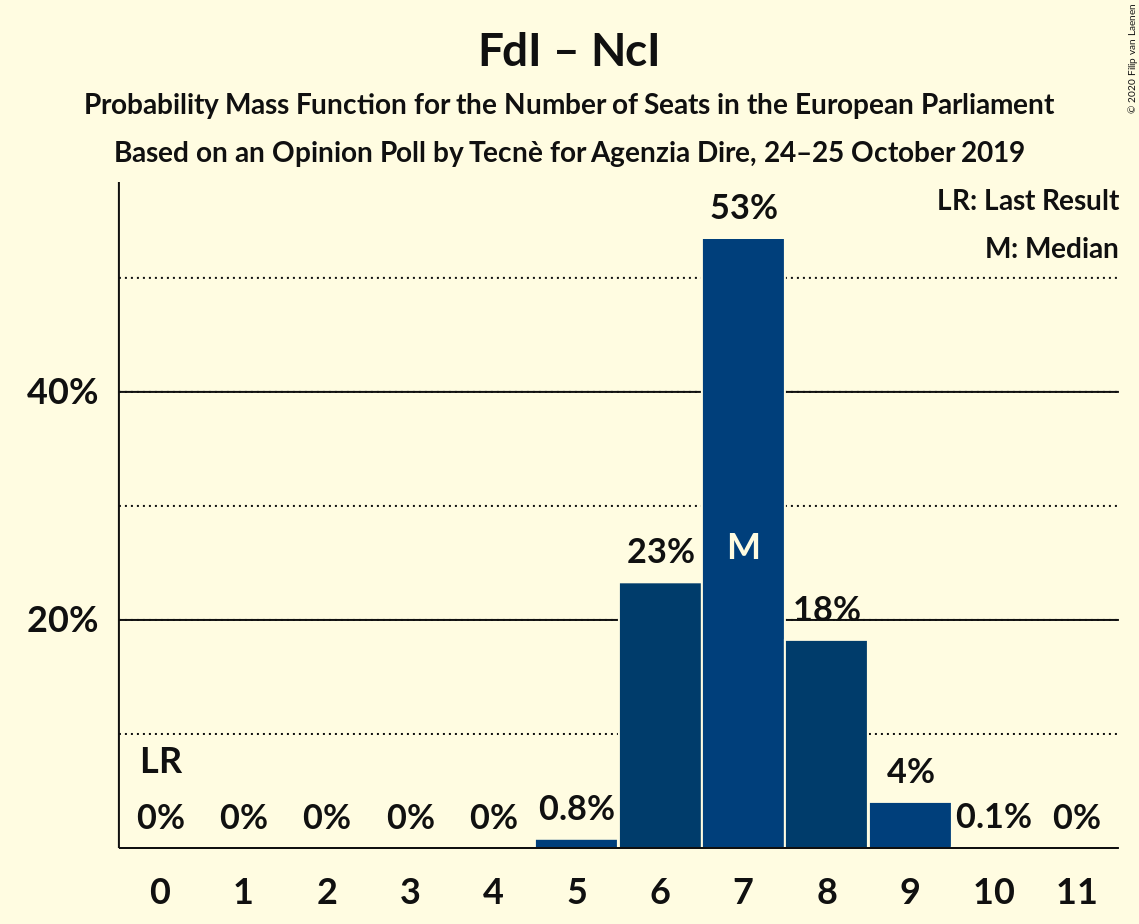 FdI – NcI
Probability Mass Function for the Number of Seats in the European Parliament
Based on an Opinion Poll by Tecnè for Agenzia Dire, 24–25 October 2019
© 2020 Filip van Laenen
LR: Last Result
M: Median
53%
40%
23%
M
20%
18%
LR
0% 0% 0% 0% 0% 0.8% 4% 0.1% 0%
0 1 2 3 4 5 6 7 8 9 10 11